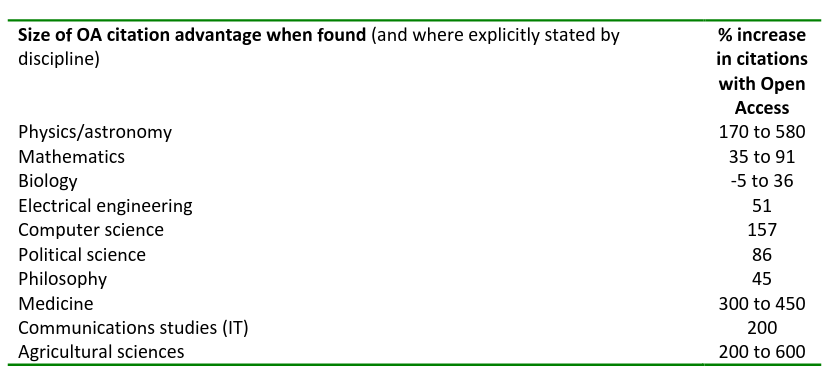 Size of OA citation advantage when found (and where explicitly stated by
discipline)
% increase
in citations
with Open
Access
Physics/astronomy 170 to 580
Mathematics 35 to 91
Biology -5 to 36
Electrical engineering 51
Computer science 157
Political science 86
Philosophy 45
Medicine 300 to 450
Communications studies (IT) 200
Agricultural sciences 200 to 600